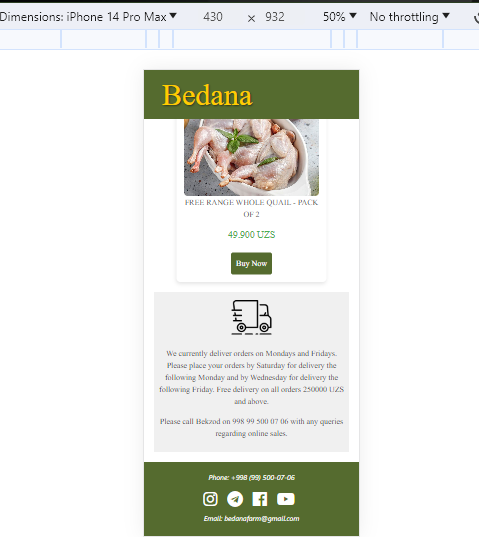 Dimensions: iPhone 14 Pro Max ▼ 430 × 932 50% ▼ No throttling ▼
Bedana
FREE RANGE WHOLE QUAIL - PACK
OF 2
49,900 UZS
Buy Now
We currently deliver orders on Mondays and Fridays.
Please place your orders by Saturday for delivery the
following Monday and by Wednesday for delivery the
following Friday. Free delivery on all orders 250000 UZS
and above.
Please call Bekzod on 998 99 500 07 06 with any queries
regarding online sales.
Phone: +998 (99) 500-07-06
Email: bedanafarm@gmail.com